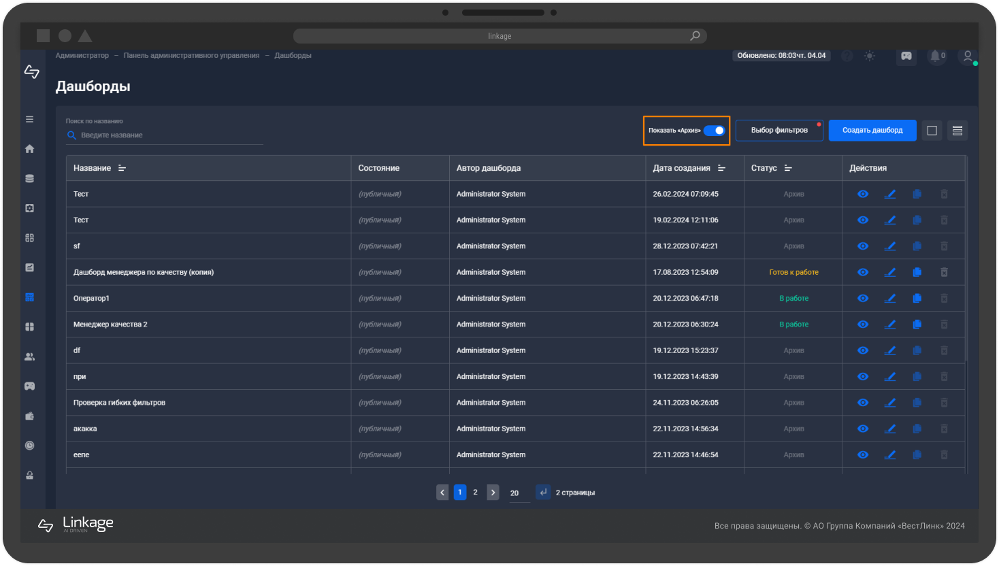 linkage
Администратор – Панель административного управления – Дашборды
Обновлено: 08:03 чт. 04.04
0
Дашборды
Поиск по названию
Введите название
Показать «Архив»
Выбор фильтров
Создать дашборд
Название Состояние Автор дашборда Дата создания Статус Действия
Тест (публичный) Administrator System 26.02.2024 07:09:45 Архив
Тест (публичный) Administrator System 19.02.2024 12:11:06 Архив
sf (публичный) Administrator System 28.12.2023 07:42:21 Архив
Дашборд менеджера по качеству (копия) (публичный) Administrator System 17.08.2023 12:54:09 Готов к работе
Оператор1 (публичный) Administrator System 20.12.2023 06:47:18 В работе
Менеджер качества 2 (публичный) Administrator System 20.12.2023 06:30:24 В работе
df (публичный) Administrator System 19.12.2023 15:23:37 Архив
при (публичный) Administrator System 19.12.2023 14:43:39 Архив
Проверка гибких фильтров (публичный) Administrator System 24.11.2023 06:26:05 Архив
акакка (публичный) Administrator System 22.11.2023 14:56:34 Архив
еепе (публичный) Administrator System 22.11.2023 14:46:54 Архив
1 2 20 2 страницы
Linkage
AI DRIVEN
Все права защищены. © АО Группа Компаний «ВестЛинк» 2024